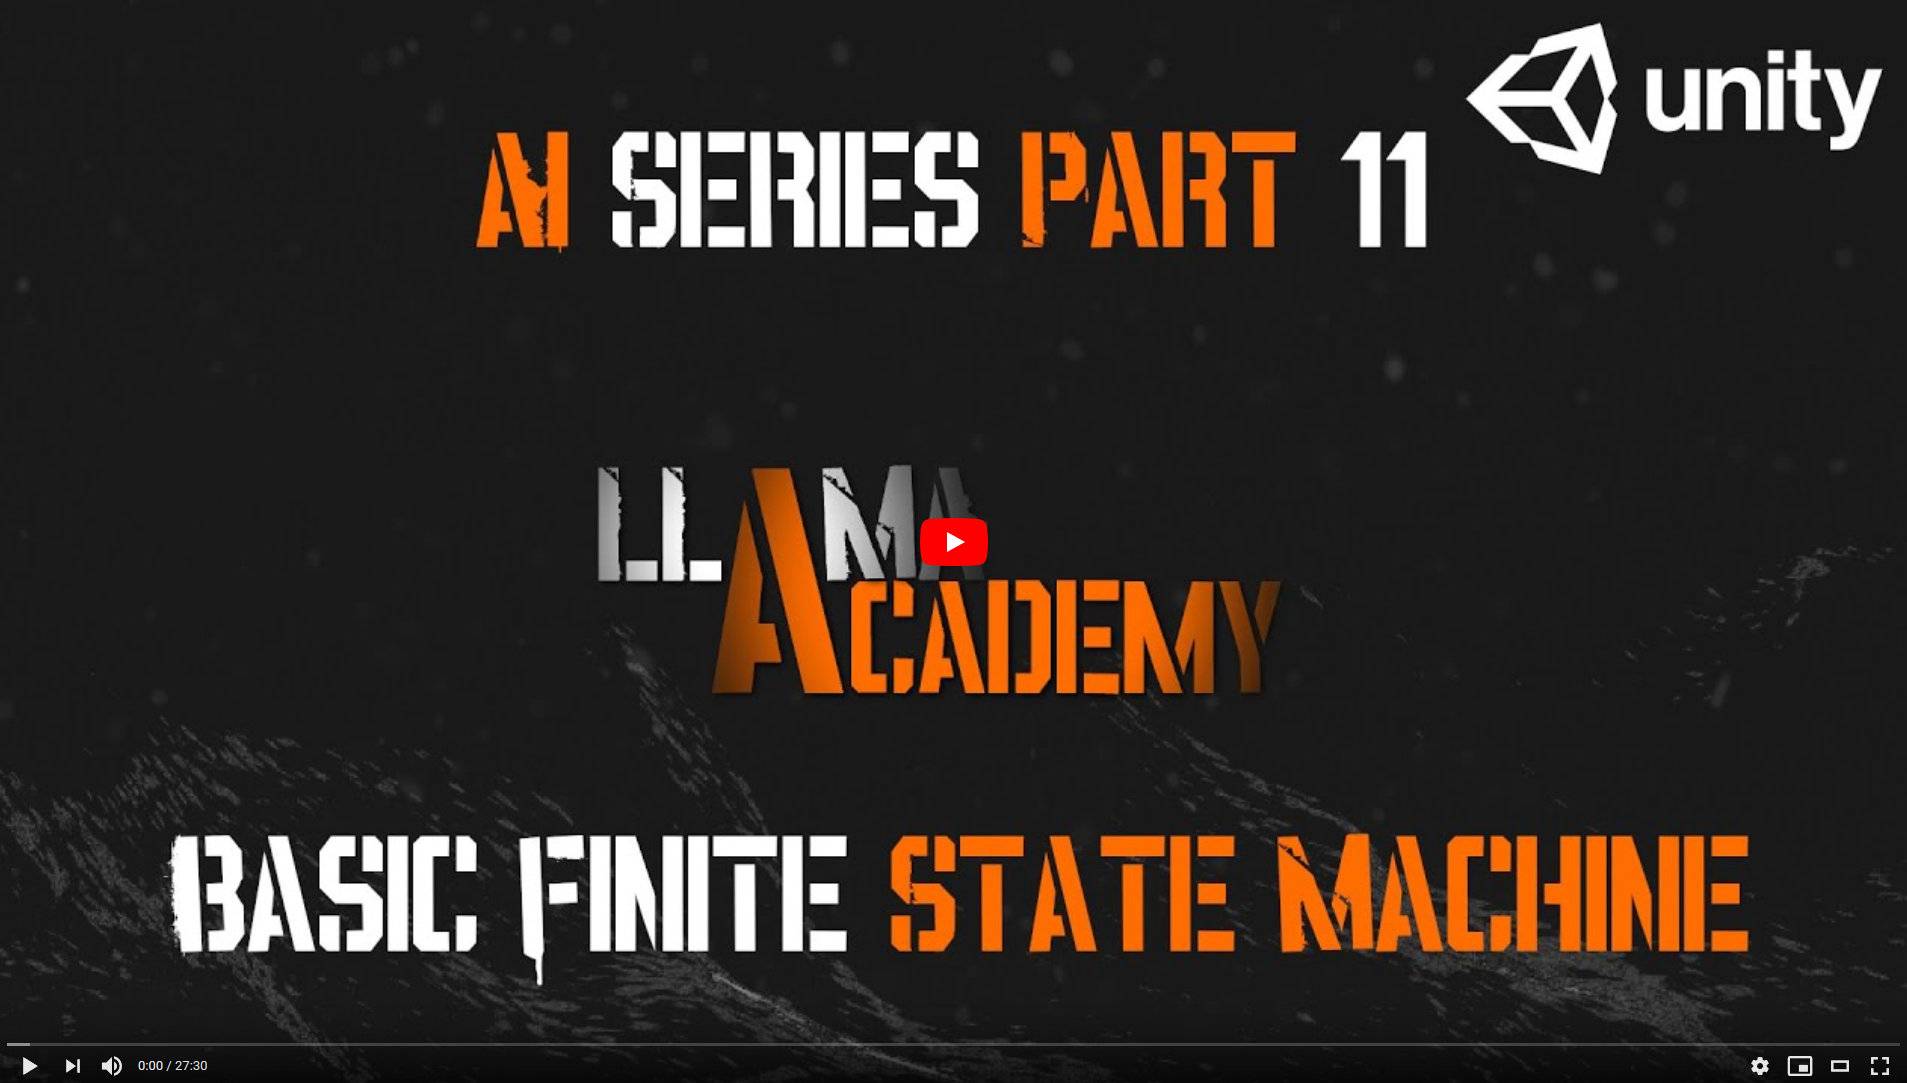 unity
AI SERIES PART 11
LLAMA
ACADEMY
BASIC FINITE STATE MACHINE
0:00 / 27:30